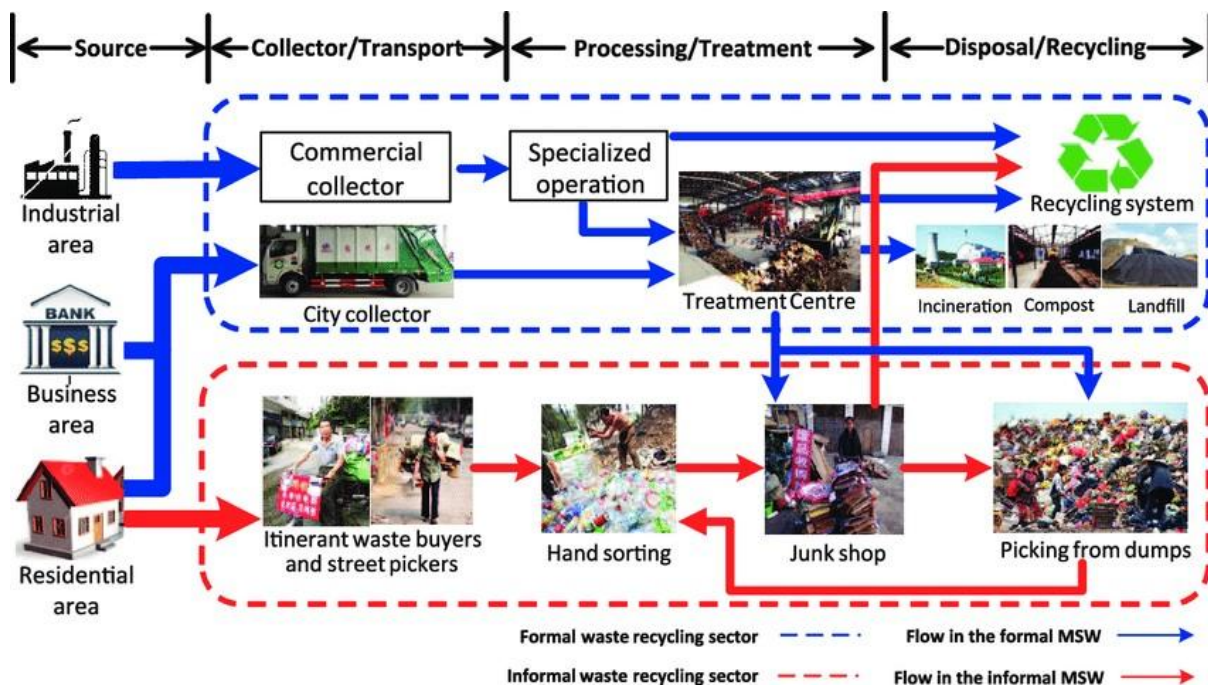 Source
Collector/Transport
Processing/Treatment
Disposal/Recycling
Industrial
area
Commercial
collector
Specialized
operation
Recycling system
City collector
Treatment Centre
Incineration
Compost
Landfill
BANK
$$$
Business
area
Residential
area
Itinerant waste buyers
and street pickers
Hand sorting
Junk shop
Picking from dumps
Formal waste recycling sector
Flow in the formal MSW
Informal waste recycling sector
Flow in the informal MSW